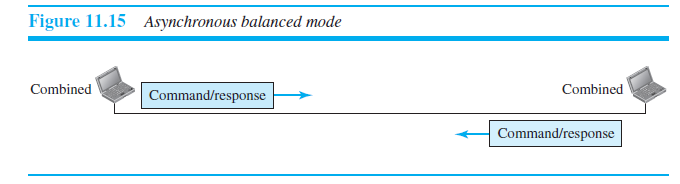 Figure 11.15 Asynchronous balanced mode
Combined
Command/response
Combined
Command/response